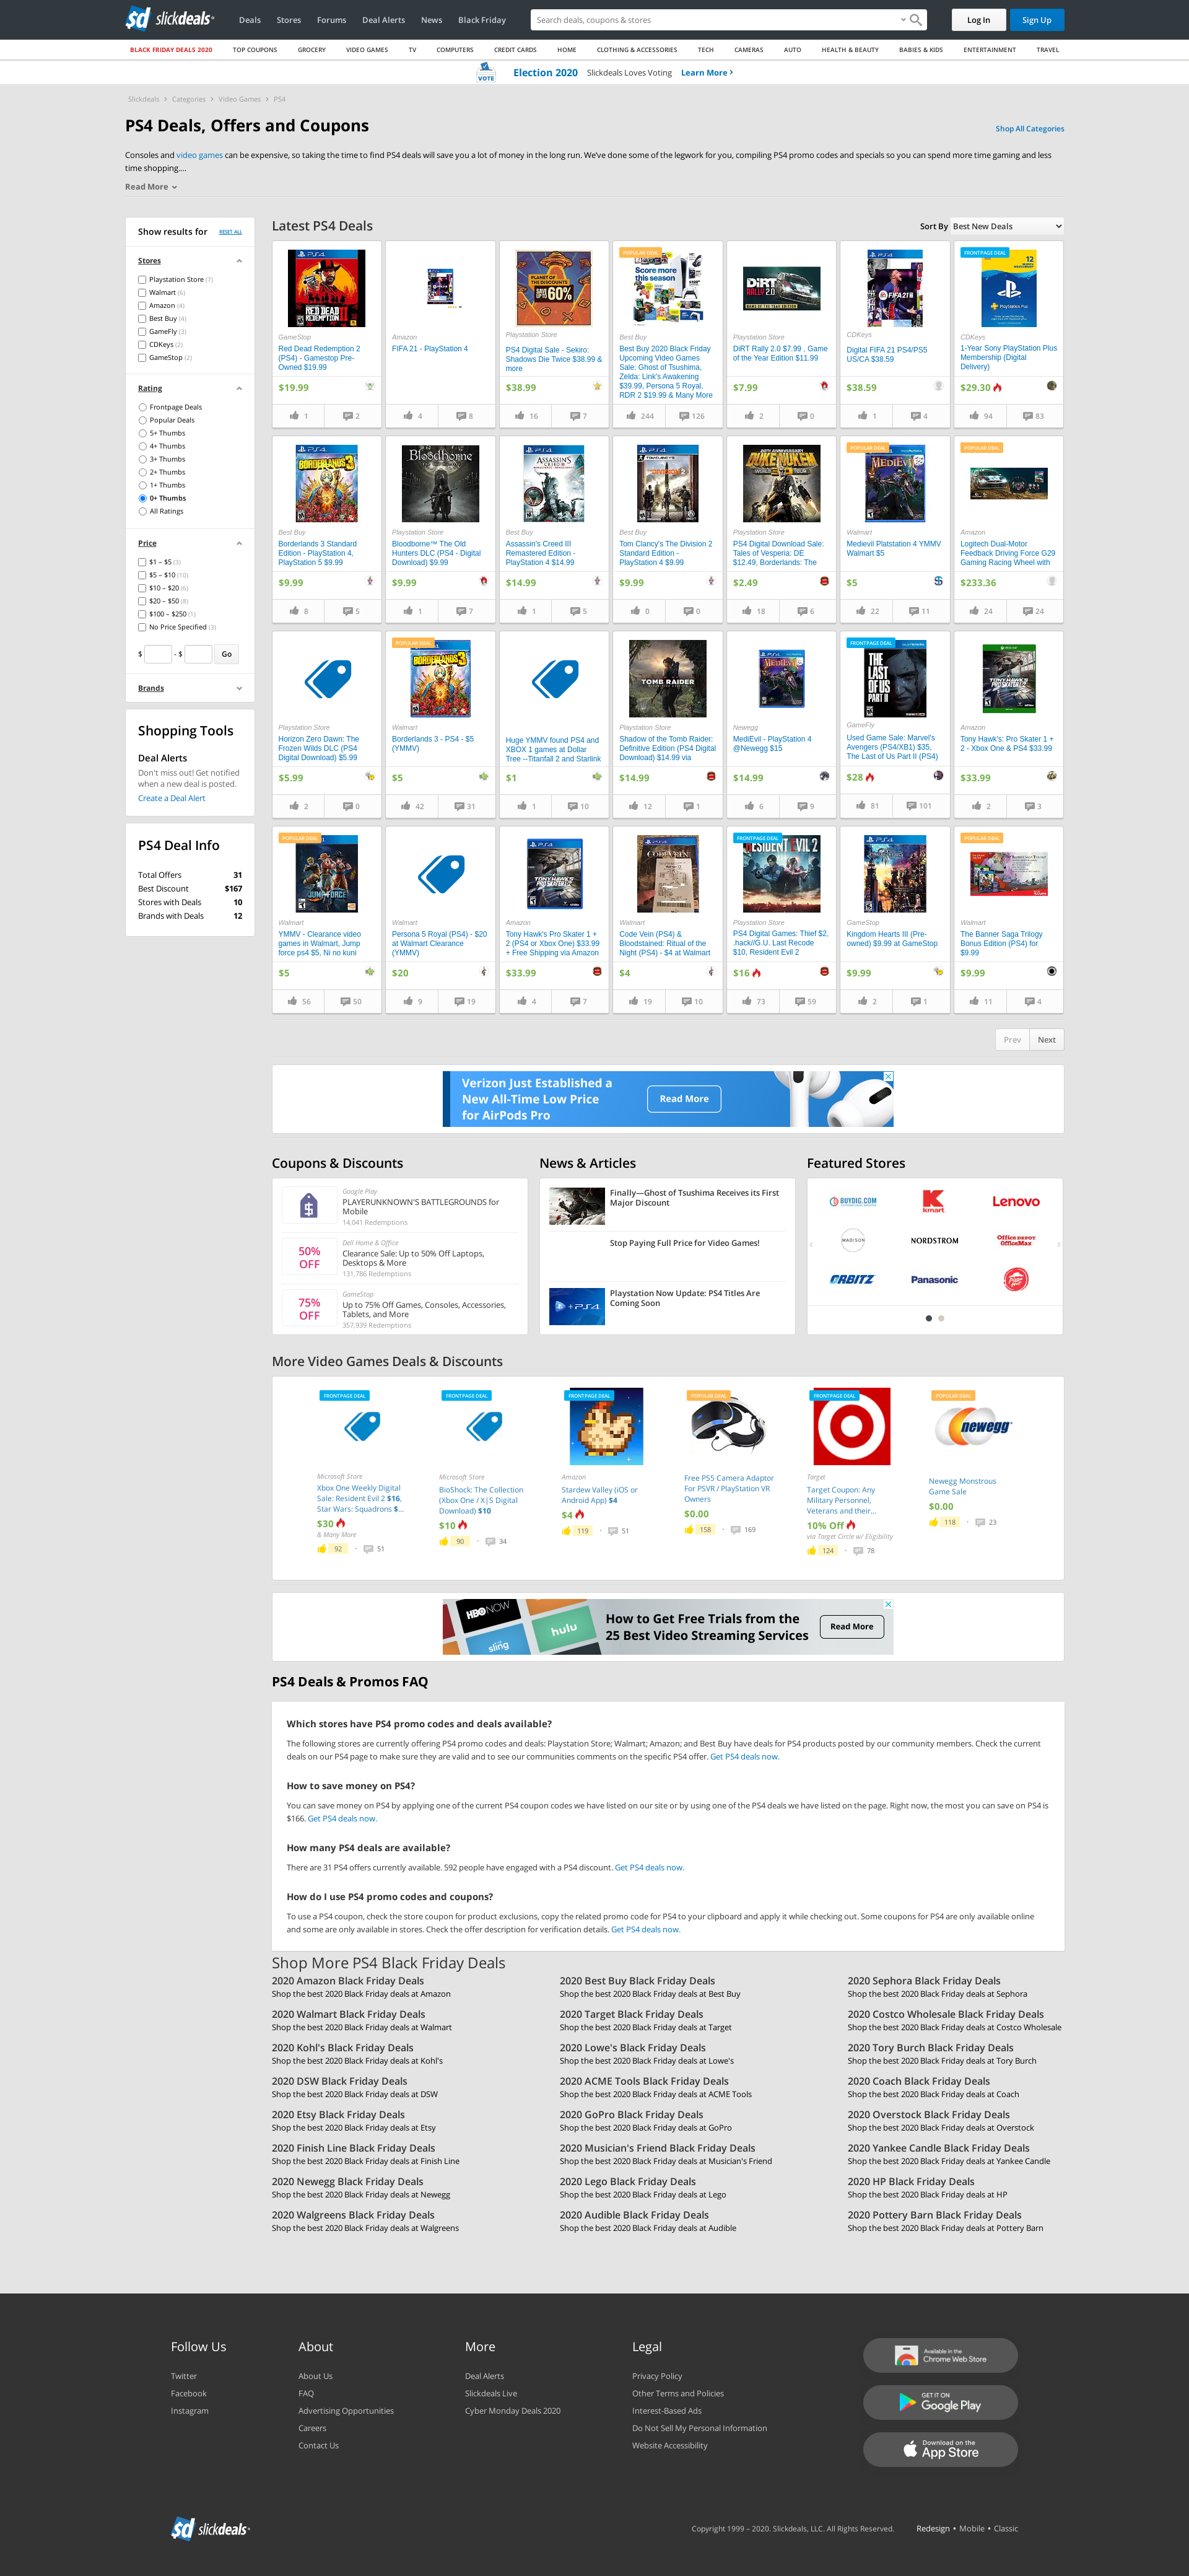 sd slickdeals
Deals Stores Forums Deal Alerts News Black Friday
Search deals, coupons & stores
Log In Sign Up
BLACK FRIDAY DEALS 2020 TOP COUPONS GROCERY VIDEO GAMES TV COMPUTERS CREDIT CARDS HOME CLOTHING & ACCESSORIES TECH CAMERAS AUTO HEALTH & BEAUTY BABIES & KIDS ENTERTAINMENT TRAVEL
VOTE Election 2020 Slickdeals Loves Voting Learn More
Slickdeals Categories Video Games PS4
PS4 Deals, Offers and Coupons
Shop All Categories
Consoles and video games can be expensive, so taking the time to find PS4 deals will save you a lot of money in the long run. We've done some of the legwork for you, compiling PS4 promo codes and specials so you can spend more time gaming and less
time shopping....
Read More
Show results for RESET ALL
Stores
Playstation Store (7)
Walmart (6)
Amazon (4)
Best Buy (4)
GameFly (3)
CDKeys (2)
GameStop (2)
Rating
Frontpage Deals
Popular Deals
5+ Thumbs
4+ Thumbs
3+ Thumbs
2+ Thumbs
1+ Thumbs
0+ Thumbs
All Ratings
Price
$1 – $5 (3)
$5 – $10 (10)
$10 – $20 (6)
$20 – $50 (8)
$100 – $250 (1)
No Price Specified (3)
$ - $ Go
Brands
Shopping Tools
Deal Alerts
Don't miss out! Get notified
when a new deal is posted.
Create a Deal Alert
PS4 Deal Info
Total Offers 31
Best Discount $167
Stores with Deals 10
Brands with Deals 12
Latest PS4 Deals
Sort By Best New Deals
GameStop
Red Dead Redemption 2
(PS4) - Gamestop Pre-
Owned $19.99
$19.99
1 2
Amazon
FIFA 21 - PlayStation 4
4 8
PLANET OF THE DISCOUNTS
60%
Playstation Store
PS4 Digital Sale - Sekiro:
Shadows Die Twice $38.99 &
more
$38.99
16 7
POPULAR DEAL
Score more this season
Best Buy
Best Buy 2020 Black Friday
Upcoming Video Games
Sale: Ghost of Tsushima,
Zelda: Link's Awakening
$39.99, Persona 5 Royal,
RDR 2 $19.99 & Many More
244 126
DiRT RALLY 2.0
Playstation Store
DiRT Rally 2.0 $7.99 , Game
of the Year Edition $11.99
$7.99
2 0
CDKeys
Digital FIFA 21 PS4/PS5
US/CA $38.59
$38.59
1 4
FRONTPAGE DEAL
12
CDKeys
1-Year Sony PlayStation Plus
Membership (Digital
Delivery)
$29.30
94 83
BORDERLANDS 3
Best Buy
Borderlands 3 Standard
Edition - PlayStation 4,
PlayStation 5 $9.99
$9.99
8 5
Bloodborne
Playstation Store
Bloodborne™ The Old
Hunters DLC (PS4 - Digital
Download) $9.99
$9.99
1 7
ASSASSIN'S CREED III
Best Buy
Assassin's Creed III
Remastered Edition -
PlayStation 4 $14.99
$14.99
1 5
Best Buy
Tom Clancy's The Division 2
Standard Edition -
PlayStation 4 $9.99
$9.99
0 0
DUKE NUKEM
Playstation Store
PS4 Digital Download Sale:
Tales of Vesperia: DE
$12.49, Borderlands: The
$2.49
18 6
POPULAR DEAL
MEDIEVIL
Walmart
Medievil Platstation 4 YMMV
Walmart $5
$5
22 11
POPULAR DEAL
Amazon
Logitech Dual-Motor
Feedback Driving Force G29
Gaming Racing Wheel with
$233.36
24 24
Playstation Store
Horizon Zero Dawn: The
Frozen Wilds DLC (PS4
Digital Download) $5.99
$5.99
2 0
POPULAR DEAL
BORDERLANDS 3
Walmart
Borderlands 3 - PS4 - $5
(YMMV)
$5
42 31
Huge YMMV found PS4 and
XBOX 1 games at Dollar
Tree --Titanfall 2 and Starlink
$1
1 10
TOMB RAIDER
Playstation Store
Shadow of the Tomb Raider:
Definitive Edition (PS4 Digital
Download) $14.99 via
$14.99
12 1
MEDIEVIL
Newegg
MediEvil - PlayStation 4
@Newegg $15
$14.99
6 9
FRONTPAGE DEAL
THE LAST OF US PART II
GameFly
Used Game Sale: Marvel's
Avengers (PS4/XB1) $35,
The Last of Us Part II (PS4)
$28
81 101
Amazon
Tony Hawk's: Pro Skater 1 +
2 - Xbox One & PS4 $33.99
$33.99
2 3
POPULAR DEAL
JUMP FORCE
Walmart
YMMV - Clearance video
games in Walmart, Jump
force ps4 $5, Ni no kuni
$5
56 50
Walmart
Persona 5 Royal (PS4) - $20
at Walmart Clearance
(YMMV)
$20
9 19
Amazon
Tony Hawk's Pro Skater 1 +
2 (PS4 or Xbox One) $33.99
+ Free Shipping via Amazon
$33.99
4 7
CODE VEIN
Walmart
Code Vein (PS4) &
Bloodstained: Ritual of the
Night (PS4) - $4 at Walmart
$4
19 10
FRONTPAGE DEAL
RESIDENT EVIL 2
Playstation Store
PS4 Digital Games: Thief $2,
.hack//G.U. Last Recode
$10, Resident Evil 2
$16
73 59
GameStop
Kingdom Hearts III (Pre-
owned) $9.99 at GameStop
$9.99
2 1
POPULAR DEAL
Walmart
The Banner Saga Trilogy
Bonus Edition (PS4) for
$9.99
$9.99
11 4
Prev Next
Verizon Just Established a
New All-Time Low Price
for AirPods Pro
Read More
Coupons & Discounts
Google Play
PLAYERUNKNOWN'S BATTLEGROUNDS for
Mobile
14,041 Redemptions
50% OFF
Dell Home & Office
Clearance Sale: Up to 50% Off Laptops,
Desktops & More
131,786 Redemptions
75% OFF
GameStop
Up to 75% Off Games, Consoles, Accessories,
Tablets, and More
357,939 Redemptions
News & Articles
Finally—Ghost of Tsushima Receives its First
Major Discount
Stop Paying Full Price for Video Games!
+ PS4
Playstation Now Update: PS4 Titles Are
Coming Soon
Featured Stores
BUYDIG.COM kmart Lenovo
MADISON NORDSTROM Office DEPOT OfficeMax
ORBITZ Panasonic Pizza Hut
More Video Games Deals & Discounts
FRONTPAGE DEAL
Microsoft Store
Xbox One Weekly Digital
Sale: Resident Evil 2 $16,
Star Wars: Squadrons $...
$30
& Many More
92 51
FRONTPAGE DEAL
Microsoft Store
BioShock: The Collection
(Xbox One / X|S Digital
Download) $10
$10
90 34
FRONTPAGE DEAL
Amazon
Stardew Valley (iOS or
Android App) $4
$4
119 51
POPULAR DEAL
Free PS5 Camera Adaptor
For PSVR / PlayStation VR
Owners
$0.00
158 169
FRONTPAGE DEAL
Target
Target Coupon: Any
Military Personnel,
Veterans and their...
10% Off
via Target Circle w/ Eligibility
124 78
POPULAR DEAL
newegg
Newegg Monstrous
Game Sale
$0.00
118 23
HBO NOW
sling
hulu
How to Get Free Trials from the
25 Best Video Streaming Services
Read More
PS4 Deals & Promos FAQ
Which stores have PS4 promo codes and deals available?
The following stores are currently offering PS4 promo codes and deals: Playstation Store; Walmart; Amazon; and Best Buy have deals for PS4 products posted by our community members. Check the current
deals on our PS4 page to make sure they are valid and to see our communities comments on the specific PS4 offer. Get PS4 deals now.
How to save money on PS4?
You can save money on PS4 by applying one of the current PS4 coupon codes we have listed on our site or by using one of the PS4 deals we have listed on the page. Right now, the most you can save on PS4 is
$166. Get PS4 deals now.
How many PS4 deals are available?
There are 31 PS4 offers currently available. 592 people have engaged with a PS4 discount. Get PS4 deals now.
How do I use PS4 promo codes and coupons?
To use a PS4 coupon, check the store coupon for product exclusions, copy the related promo code for PS4 to your clipboard and apply it while checking out. Some coupons for PS4 are only available online
and some are only available in stores. Check the offer description for verification details. Get PS4 deals now.
Shop More PS4 Black Friday Deals
2020 Amazon Black Friday Deals
Shop the best 2020 Black Friday deals at Amazon
2020 Walmart Black Friday Deals
Shop the best 2020 Black Friday deals at Walmart
2020 Kohl's Black Friday Deals
Shop the best 2020 Black Friday deals at Kohl's
2020 DSW Black Friday Deals
Shop the best 2020 Black Friday deals at DSW
2020 Etsy Black Friday Deals
Shop the best 2020 Black Friday deals at Etsy
2020 Finish Line Black Friday Deals
Shop the best 2020 Black Friday deals at Finish Line
2020 Newegg Black Friday Deals
Shop the best 2020 Black Friday deals at Newegg
2020 Walgreens Black Friday Deals
Shop the best 2020 Black Friday deals at Walgreens
2020 Best Buy Black Friday Deals
Shop the best 2020 Black Friday deals at Best Buy
2020 Target Black Friday Deals
Shop the best 2020 Black Friday deals at Target
2020 Lowe's Black Friday Deals
Shop the best 2020 Black Friday deals at Lowe's
2020 ACME Tools Black Friday Deals
Shop the best 2020 Black Friday deals at ACME Tools
2020 GoPro Black Friday Deals
Shop the best 2020 Black Friday deals at GoPro
2020 Musician's Friend Black Friday Deals
Shop the best 2020 Black Friday deals at Musician's Friend
2020 Lego Black Friday Deals
Shop the best 2020 Black Friday deals at Lego
2020 Audible Black Friday Deals
Shop the best 2020 Black Friday deals at Audible
2020 Sephora Black Friday Deals
Shop the best 2020 Black Friday deals at Sephora
2020 Costco Wholesale Black Friday Deals
Shop the best 2020 Black Friday deals at Costco Wholesale
2020 Tory Burch Black Friday Deals
Shop the best 2020 Black Friday deals at Tory Burch
2020 Coach Black Friday Deals
Shop the best 2020 Black Friday deals at Coach
2020 Overstock Black Friday Deals
Shop the best 2020 Black Friday deals at Overstock
2020 Yankee Candle Black Friday Deals
Shop the best 2020 Black Friday deals at Yankee Candle
2020 HP Black Friday Deals
Shop the best 2020 Black Friday deals at HP
2020 Pottery Barn Black Friday Deals
Shop the best 2020 Black Friday deals at Pottery Barn
Follow Us
Twitter
Facebook
Instagram
About
About Us
FAQ
Advertising Opportunities
Careers
Contact Us
More
Deal Alerts
Slickdeals Live
Cyber Monday Deals 2020
Legal
Privacy Policy
Other Terms and Policies
Interest-Based Ads
Do Not Sell My Personal Information
Website Accessibility
Available in the
Chrome Web Store
GET IT ON
Google Play
Download on the
App Store
sd slickdeals
Copyright 1999 – 2020. Slickdeals, LLC. All Rights Reserved. Redesign • Mobile • Classic